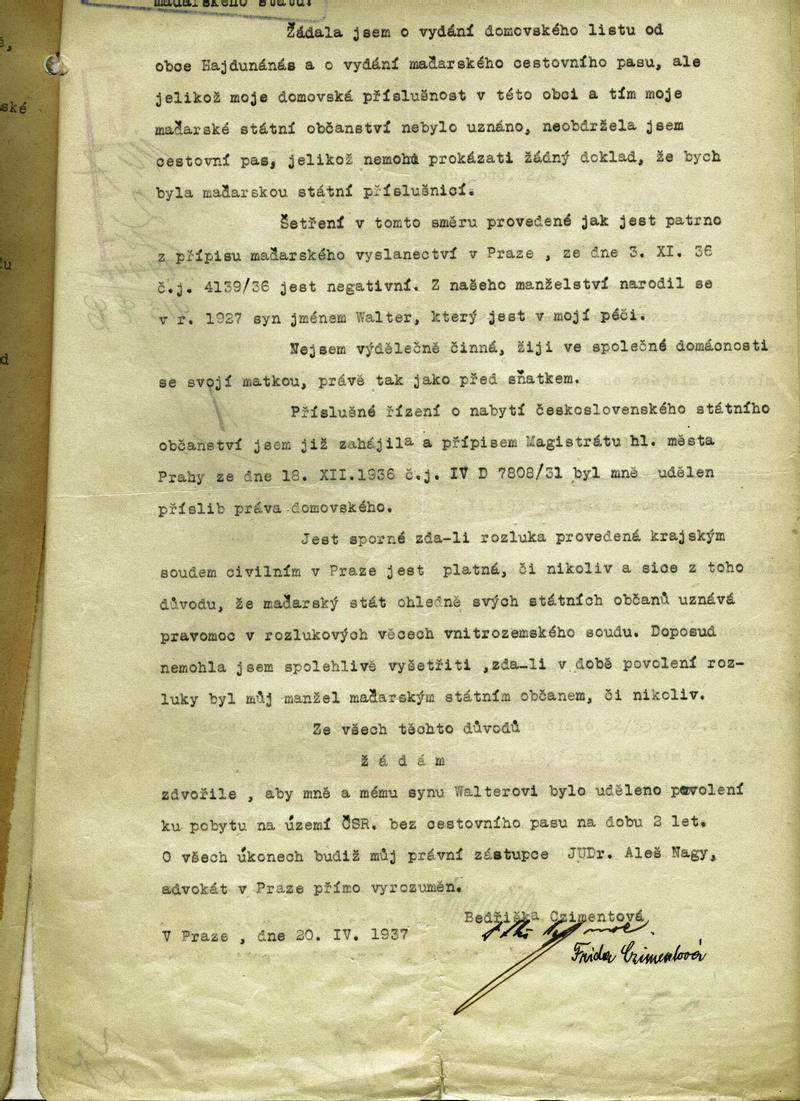 maďarského státu.
Žádala jsem o vydání domovského listu od
obce Hajdunánás a o vydání maďarského cestovního pasu, ale
jelikož moje domovská příslušnost v této obci a tím moje
maďarské státní občanství nebylo uznáno, neobdržela jsem
cestovní pas, jelikož nemohu prokázati žádný doklad, že bych
byla maďarskou státní příslušnicí.
Šetření v tomto směru provedené jak jest patrno
z přípisu maďarského vyslanectví v Praze , ze dne 3. XI. 36
č.j. 4139/36 jest negativní. Z našeho manželství narodil se
v r. 1927 syn jménem Walter, který jest v mojí péči.
Nejsem výdělečně činná, žiji ve společné domácnosti
se svojí matkou, právě tak jako před sňatkem.
Příslušné řízení o nabytí československého státního
občanství jsem již zahájila a přípisem Magistrátu hl. města
Prahy ze dne 18. XII.1936 č.j. IV D 7808/31 byl mně udělen
příslib práva domovského.
Jest sporné zda-li rozluka provedená krajským
soudem civilním v Praze jest platná, či nikoliv a sice z toho
důvodu, že maďarský stát ohledně svých státních občanů uznává
pravomoc v rozlukových věcech vnitrozemského soudu. Doposud
nemohla jsem spolehlivě vyšetřiti ,zda-li v době povolení roz-
luky byl můj manžel maďarským státním občanem, či nikoliv.
Ze všech těchto důvodů
ž á d á m
zdvořile , aby mně a mému synu Walterovi bylo uděleno povolení
ku pobytu na území ČSR. bez cestovního pasu na dobu 2 let.
O všech úkonech budiž můj právní zástupce JUDr. Aleš Nagy,
advokát v Praze přímo vyrozuměn.
Bedřiška Czimentová
V Praze , dne 20. IV. 1937
Frida Czimentová